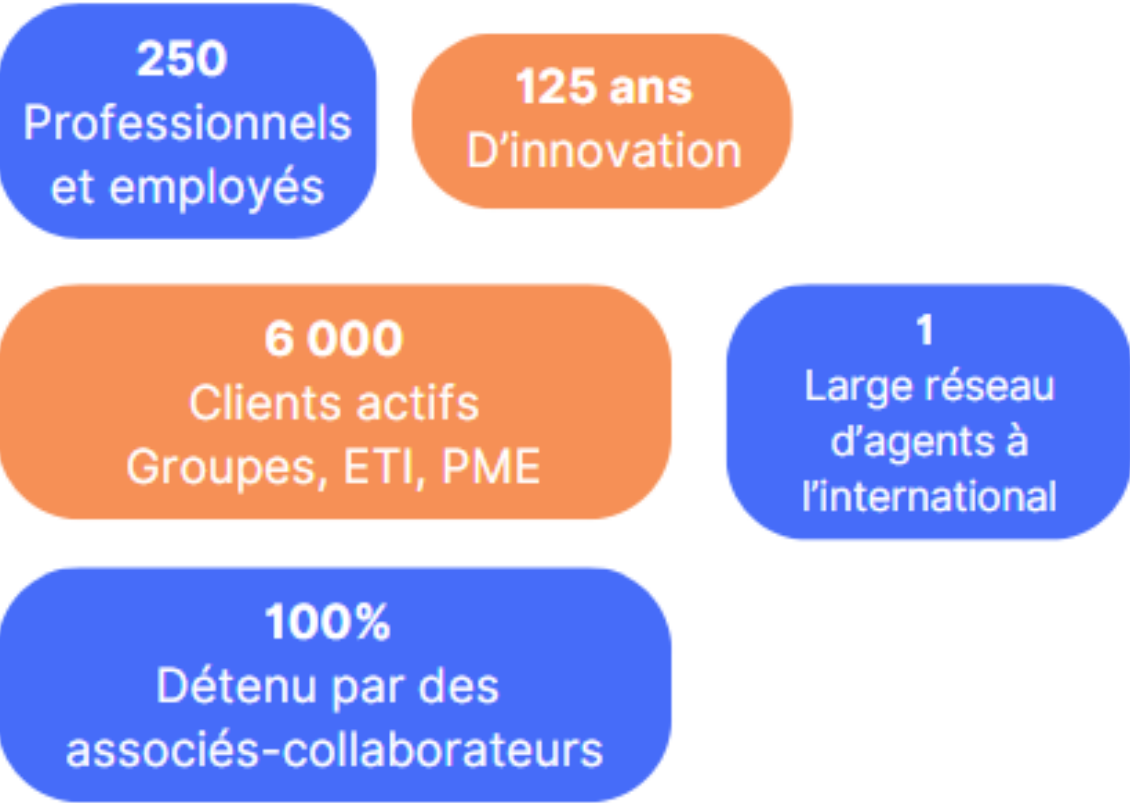 250
Professionnels
et employés
125 ans
D'innovation
6 000
Clients actifs
Groupes, ETI, PME
1
Large réseau
d'agents à
l'international
100%
Détenu par des
associés-collaborateurs